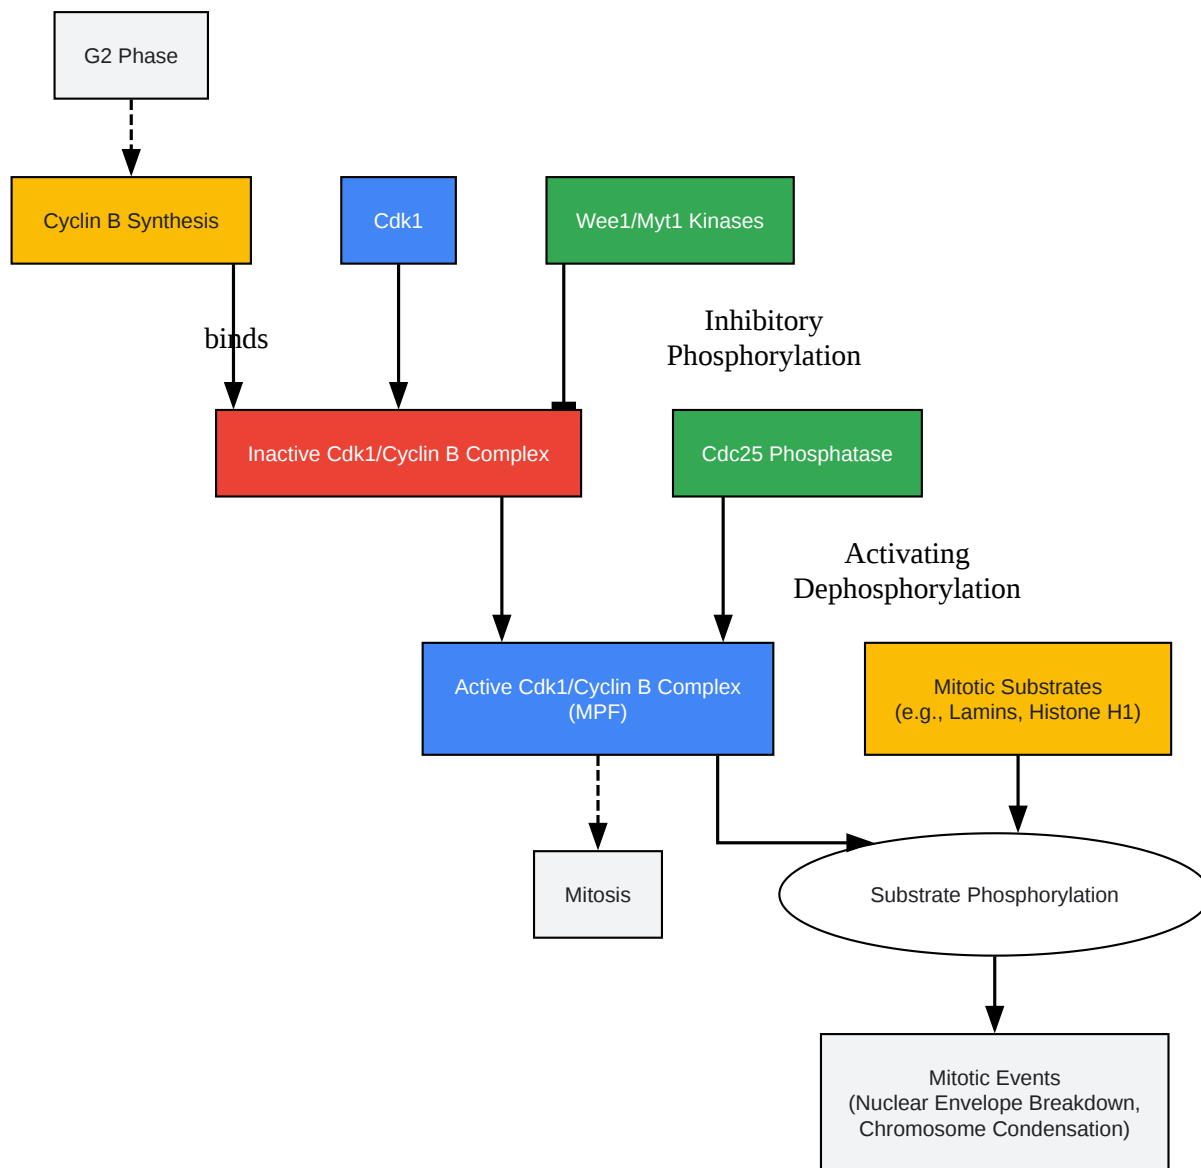 G2 Phase
Cyclin B Synthesis
Cdk1
Wee1/Myt1 Kinases
binds
Inhibitory
Phosphorylation
Inactive Cdk1/Cyclin B Complex
Cdc25 Phosphatase
Activating
Dephosphorylation
Active Cdk1/Cyclin B Complex
(MPF)
Mitotic Substrates
(e.g., Lamins, Histone H1)
Mitosis
Substrate Phosphorylation
Mitotic Events
(Nuclear Envelope Breakdown,
Chromosome Condensation)